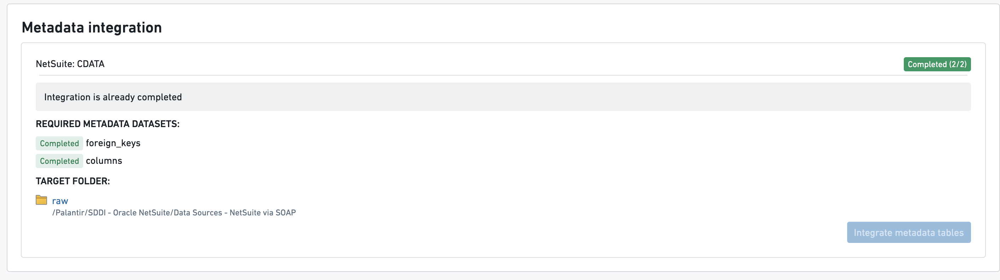 Metadata integration
NetSuite: CDATA
Completed (2/2)
Integration is already completed
REQUIRED METADATA DATASETS:
Completed foreign_keys
Completed columns
TARGET FOLDER:
raw
/Palantir/SDDI - Oracle NetSuite/Data Sources - NetSuite via SOAP
Integrate metadata tables